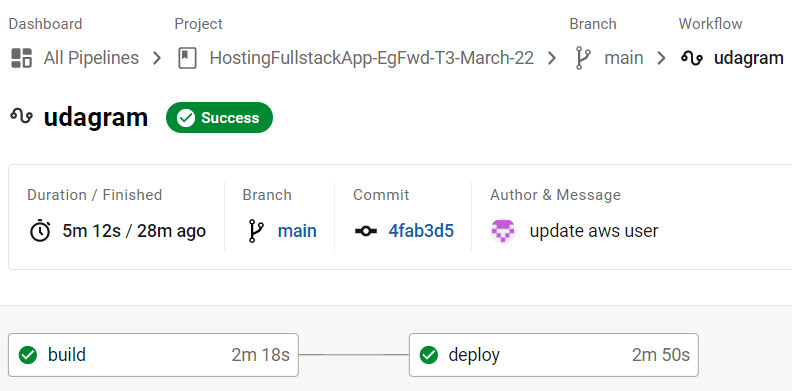 Dashboard Project Branch Workflow
All Pipelines HostingFullstackApp-EgFwd-T3-March-22 main udagram
udagram Success
Duration / Finished Branch Commit Author & Message
5m 12s / 28m ago main 4fab3d5 update aws user
build 2m 18s deploy 2m 50s